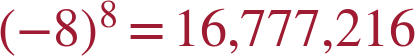 (−8)⁸ = 16,777,216